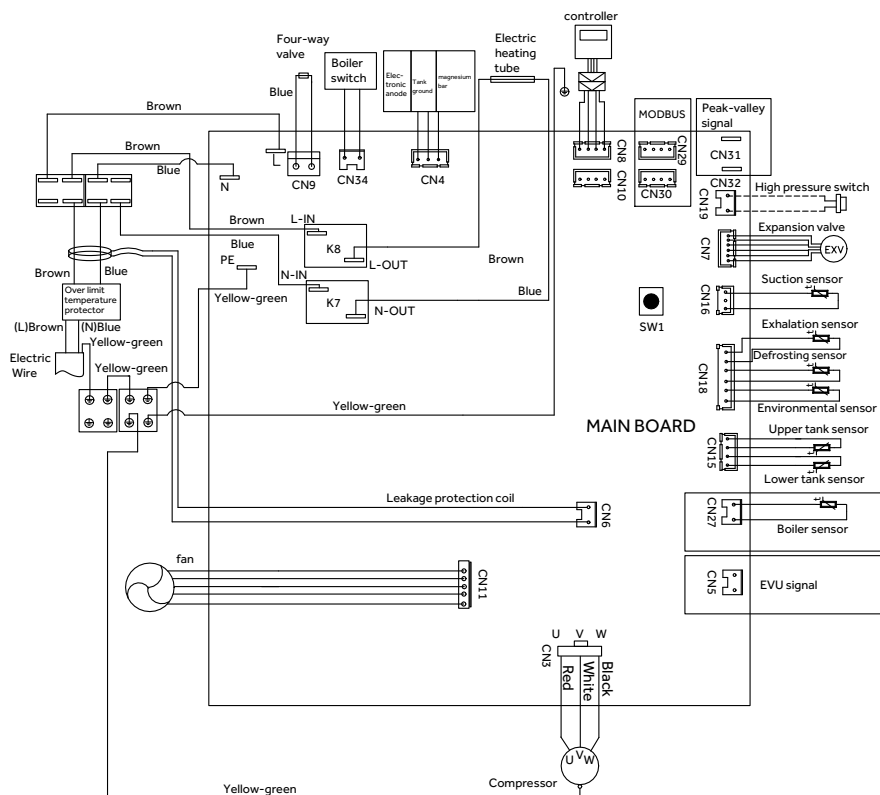 controller
Four-way
valve
Electric
heating
tube
Boiler
switch
Blue
Elec-
tronic
anode
Tank
ground
magnesium
bar
Brown
MODBUS
Peak-valley
signal
Brown
Blue
L
N
CN9
CN34
CN4
CN8
CN10
CN29
CN30
CN31
CN32
CN19
High pressure switch
Brown
L-IN
K8
L-OUT
Blue
PE
N-IN
K7
N-OUT
Brown
Blue
Expansion valve
CN7
EXV
Brown
Blue
Over limit
temperature
protector
Yellow-green
(L)Brown
(N)Blue
Yellow-green
Electric
Wire
Yellow-green
SW1
Suction sensor
t
CN16
Exhalation sensor
t
Defrosting sensor
t
CN18
t
Environmental sensor
Yellow-green
MAIN BOARD
Upper tank sensor
t
CN15
t
Lower tank sensor
Leakage protection coil
CN6
t
CN27
Boiler sensor
fan
CN11
CN5
EVU signal
U V W
CN3
Red
White
Black
U V W
Compressor
Yellow-green